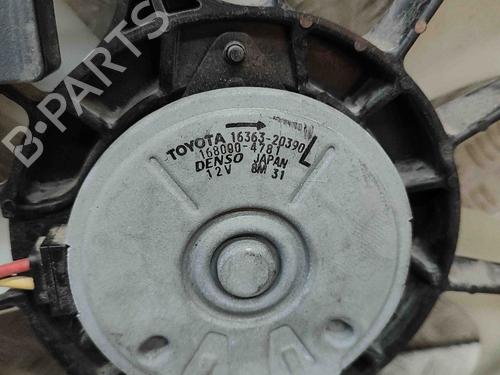 B-PARTS
TOYOTA 16363-20390 L
168000-4781
DENSO JAPAN
12V 8M 31